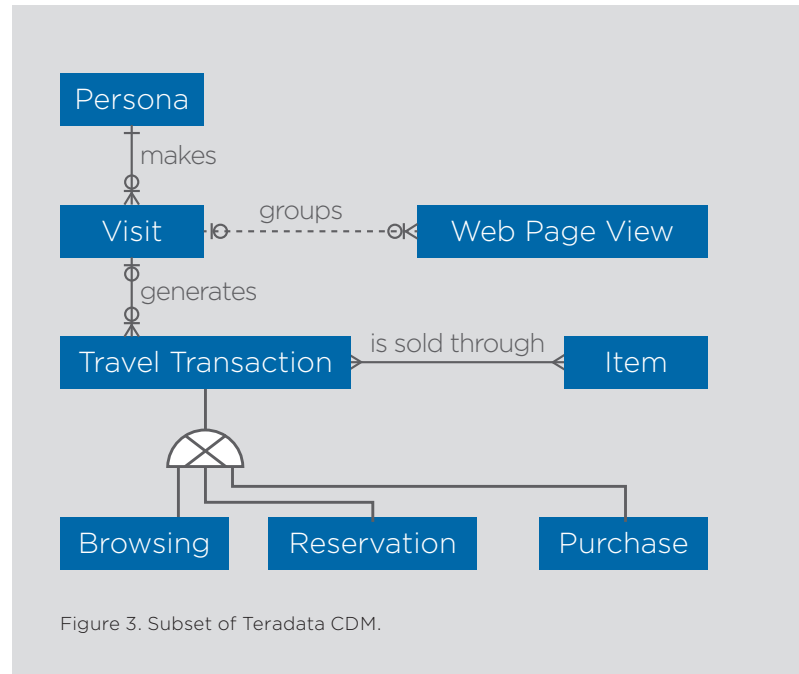 Persona
makes
Visit
groups
Web Page View
generates
Travel Transaction
is sold through
Item
Browsing
Reservation
Purchase
Figure 3. Subset of Teradata CDM.